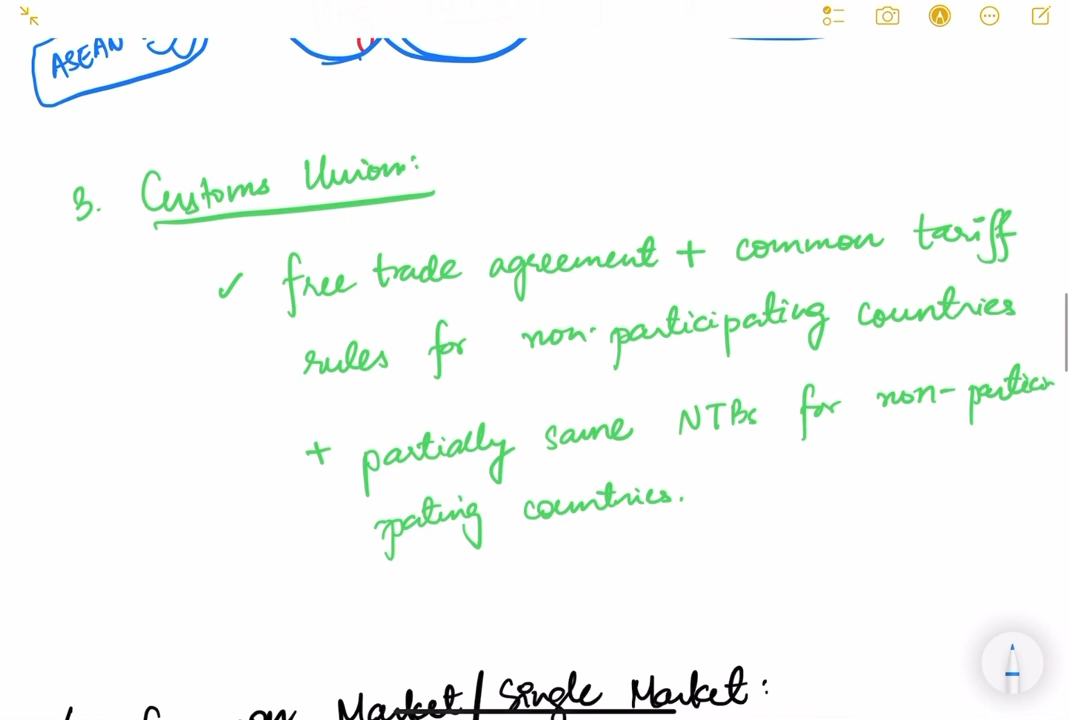 ASEAN
3. Customs Union:
✓ free trade agreement + common tariff
rules for non-participating countries
+ partially same NTBs for non-partici
pating countries.
Common Market/Single Market: